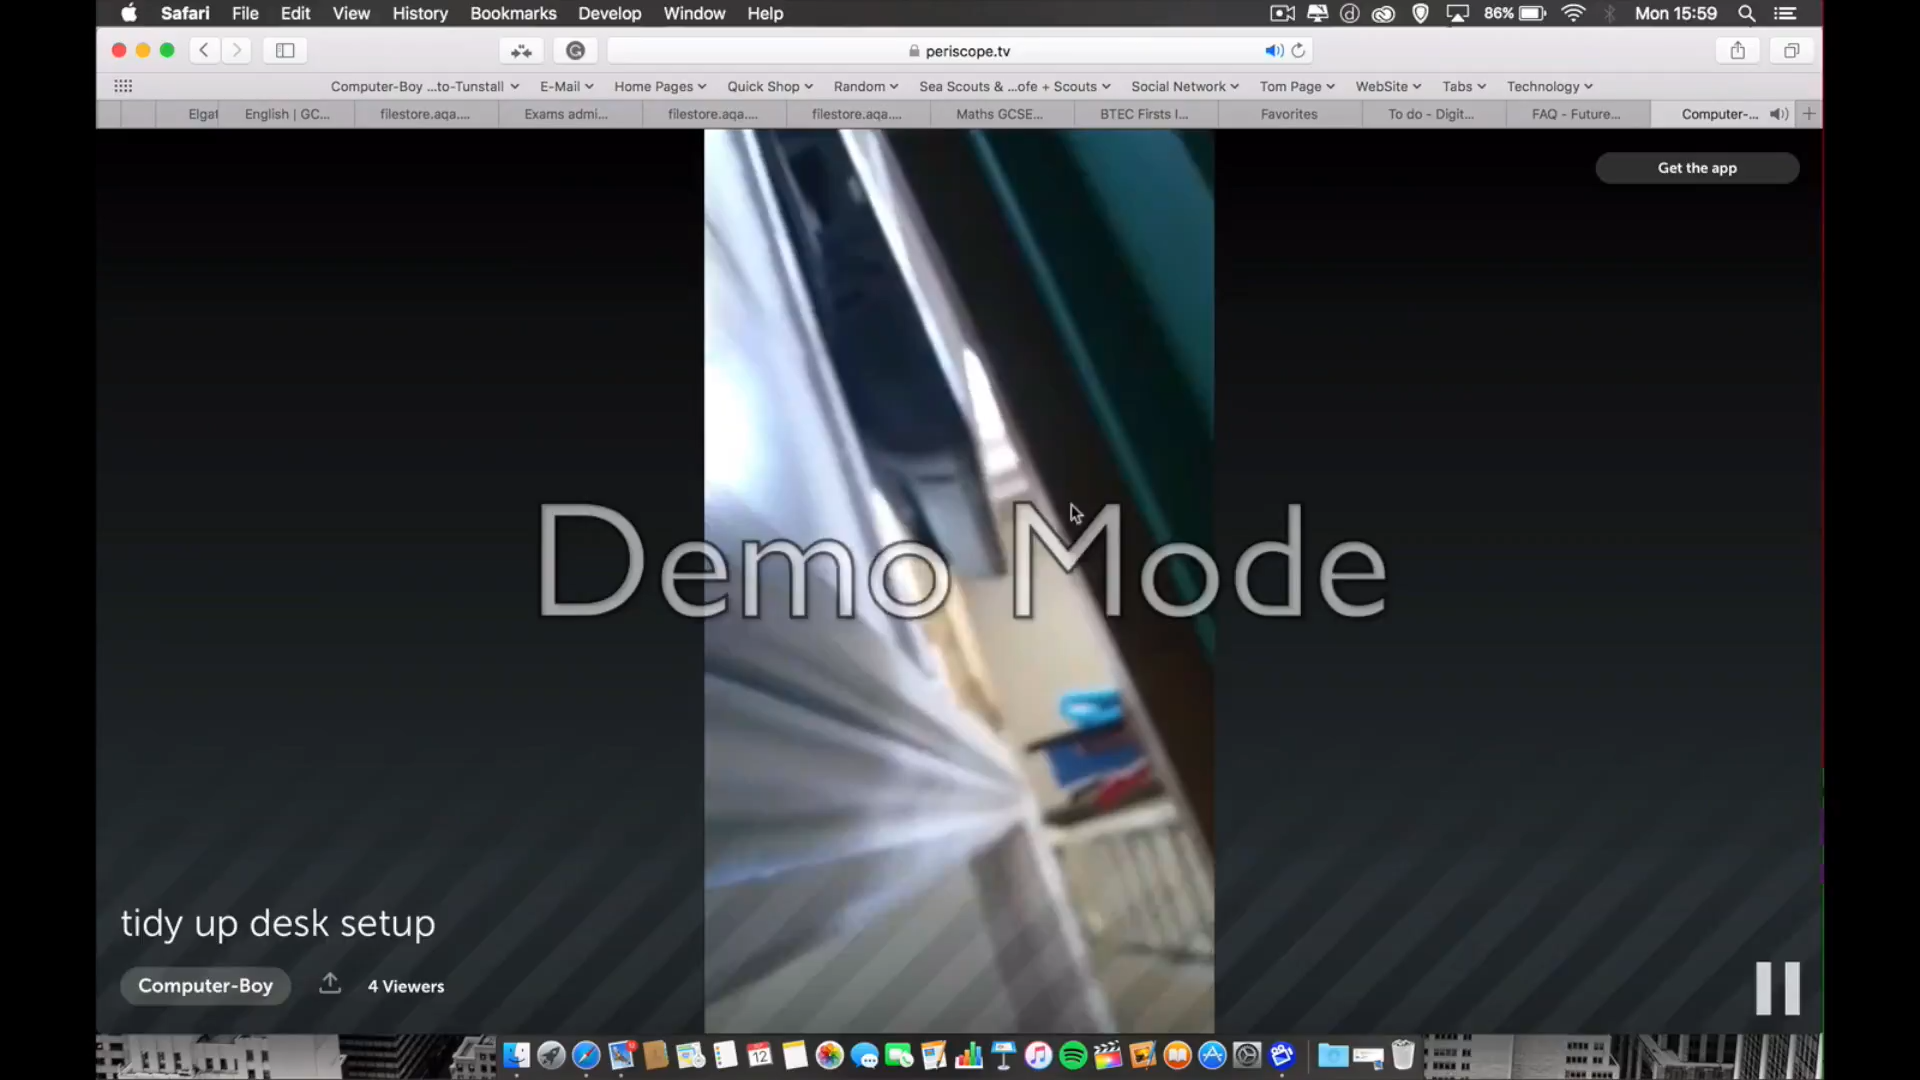 Safari File Edit View History Bookmarks Develop Window Help 86% Mon 15:59
periscope.tv
Computer-Boy ...to-Tunstall E-Mail Home Pages Quick Shop Random Sea Scouts & ...ofe + Scouts Social Network Tom Page WebSite Tabs Technology
Elgat English | GC... filestore.aqa.... Exams admi... filestore.aqa.... filestore.aqa.... Maths GCSE... BTEC Firsts I... Favorites To do - Digit... FAQ - Future... Computer-...
Get the app
Demo Mode
tidy up desk setup
Computer-Boy 4 Viewers
12